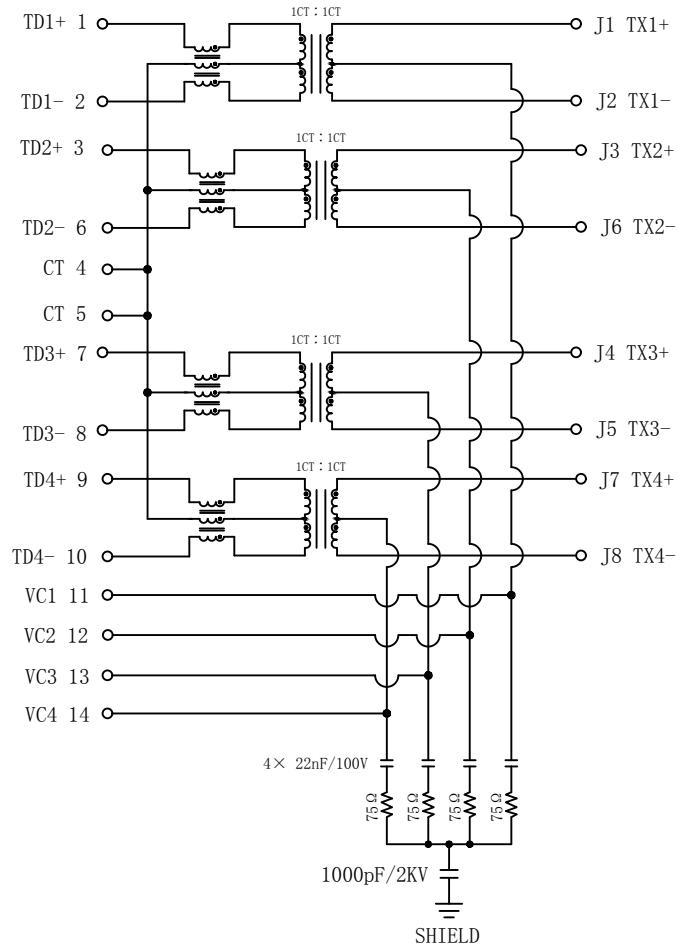 1CT：1CT
TD1+ 1
J1 TX1+
TD1- 2
J2 TX1-
1CT：1CT
TD2+ 3
J3 TX2+
TD2- 6
J6 TX2-
CT 4
CT 5
1CT：1CT
TD3+ 7
J4 TX3+
TD3- 8
J5 TX3-
1CT：1CT
TD4+ 9
J7 TX4+
TD4- 10
J8 TX4-
VC1 11
VC2 12
VC3 13
VC4 14
4× 22nF/100V
75Ω
75Ω
75Ω
75Ω
1000pF/2KV
SHIELD